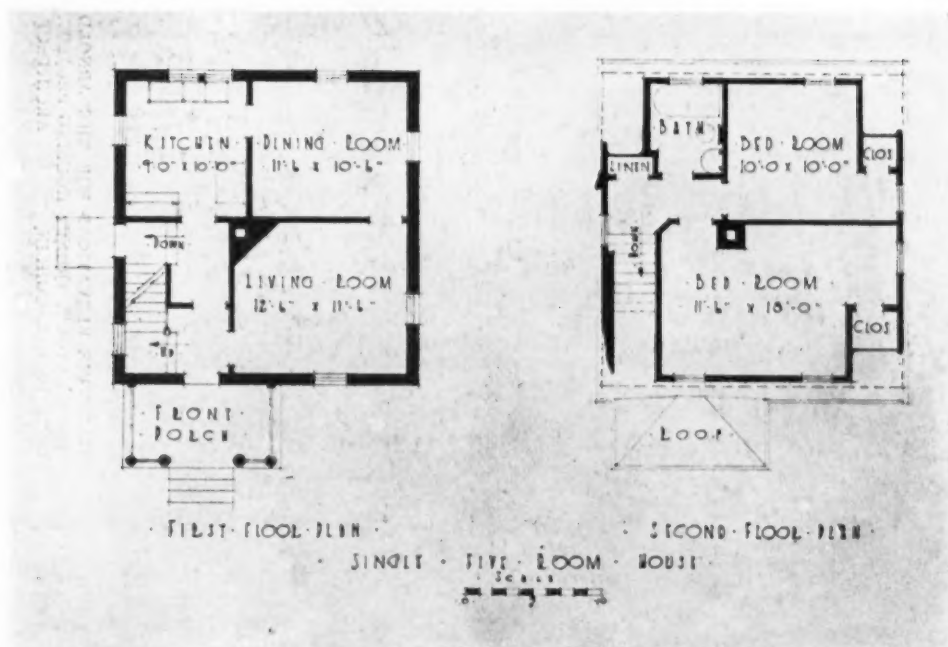 KITCHEN
9'-0" X 10'-0"
DINING · ROOM
11'-6 X 10'-6"
DOWN
LIVING · ROOM
12'-6" X 11'-6"
UP
· FRONT ·
PORCH
· FIRST · FLOOR · PLAN ·
BATH
LINEN
BED · ROOM
10'-0 X 10'-0"
CLOS
DOWN
BED · ROOM ·
11'-6" X 18'-0"
CLOS
ROOF
· SECOND · FLOOR · PLAN ·
· SINGLE · FIVE · ROOM · HOUSE ·
· SCALE